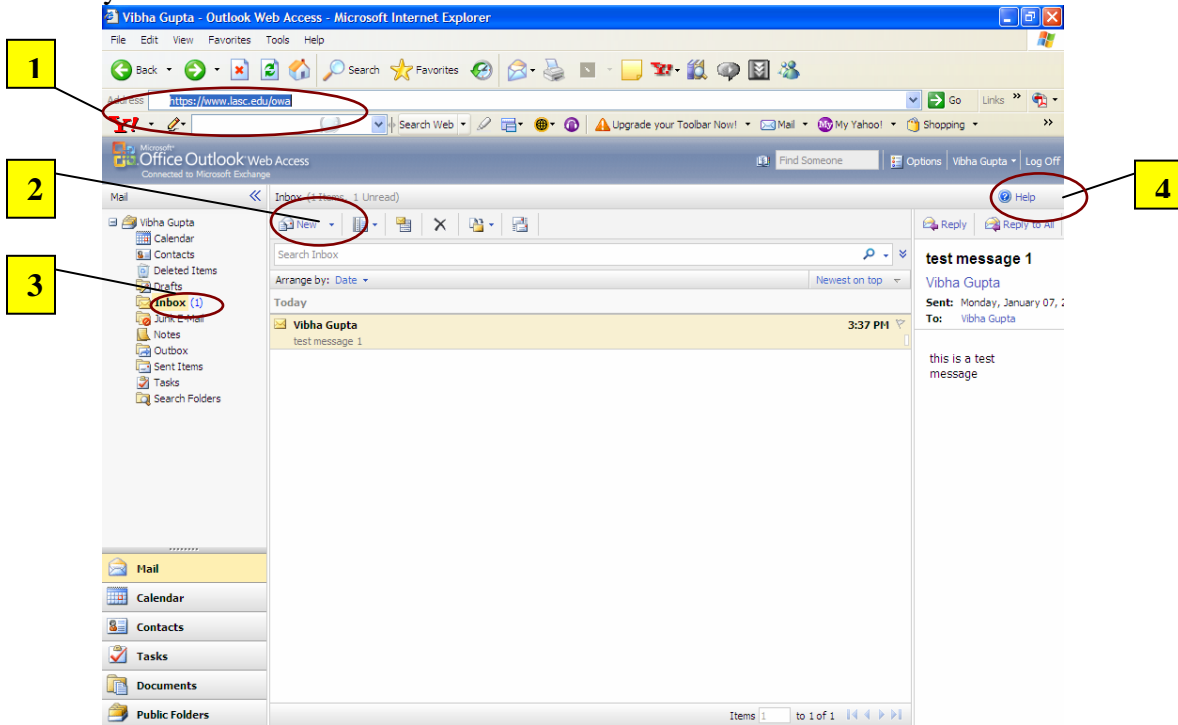 Vibha Gupta - Outlook Web Access - Microsoft Internet Explorer
File Edit View Favorites Tools Help
1
Back Search Favorites
Address https://www.lasc.edu/owa Go Links
Y! Search Web Upgrade your Toolbar Now! Mail My Yahoo! Shopping
Microsoft
Office Outlook Web Access
Connected to Microsoft Exchange
Find Someone Options Vibha Gupta Log Off
2
4
Mail Inbox (1 Items, 1 Unread) Help
Vibha Gupta New Reply Reply to All
Calendar
Contacts Search Inbox
Deleted Items
3
Drafts Arrange by: Date Newest on top
Inbox (1) Today
Junk E-Mail
Notes
Outbox
Sent Items
Tasks
Search Folders
Vibha Gupta 3:37 PM
test message 1
test message 1
Vibha Gupta
Sent: Monday, January 07, 2
To: Vibha Gupta
this is a test
message
Mail
Calendar
Contacts
Tasks
Documents
Public Folders
Items 1 to 1 of 1